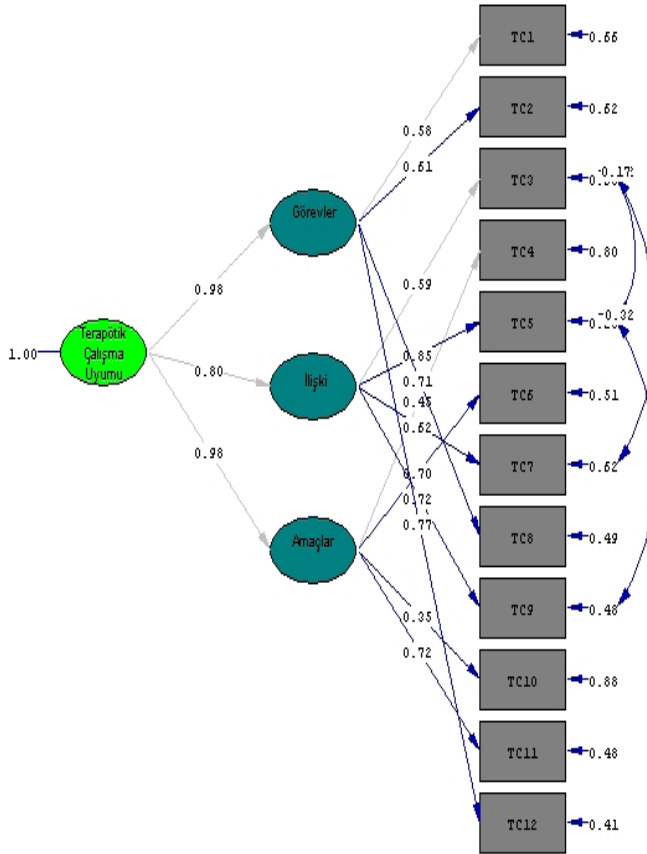 TC1
0.66
TC2
0.62
0.58
0.61
TC3
-0.17
Görevler
TC4
0.80
0.59
0.98
TC5
-0.32
Terapötik
Çalışma
Uyumu
1.00
0.85
0.80
İlişki
0.71
0.45
TC6
0.51
0.62
0.98
TC7
0.62
0.70
0.72
0.77
TC8
0.49
Amaçlar
TC9
0.48
0.35
0.72
TC10
0.88
TC11
0.48
TC12
0.41